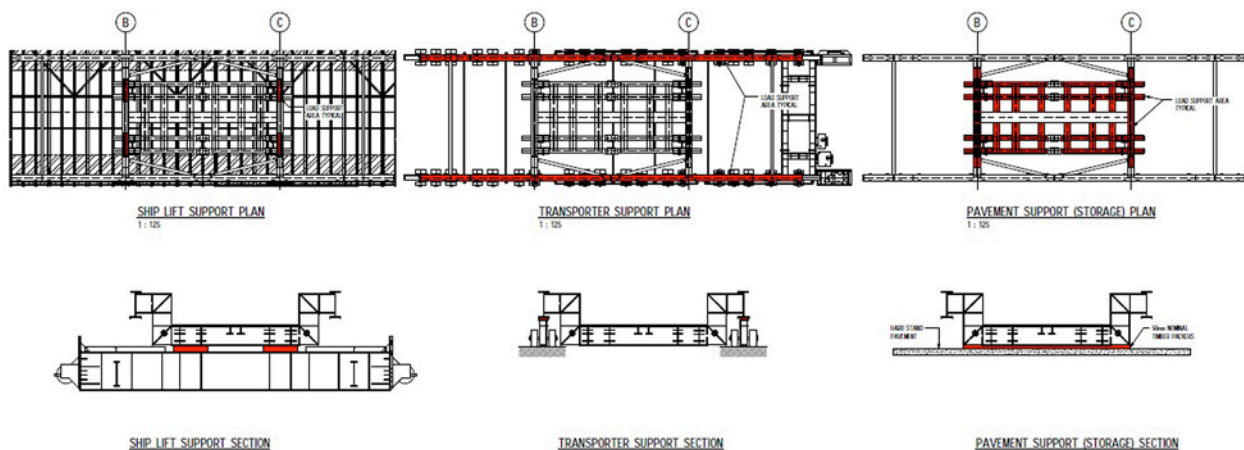 B
C
B
C
B
C
LOAD SUPPORT
AREA TYPICAL
LOAD SUPPORT
AREA TYPICAL
LOAD SUPPORT AREA
TYPICAL
SHIP LIFT SUPPORT PLAN
1 : 125
TRANSPORTER SUPPORT PLAN
1 : 125
PAVEMENT SUPPORT (STORAGE) PLAN
1 : 125
HARD STAND
PAVEMENT
50mm NOMINAL
TIMBER PACKERS
SHIP LIFT SUPPORT SECTION
TRANSPORTER SUPPORT SECTION
PAVEMENT SUPPORT (STORAGE) SECTION